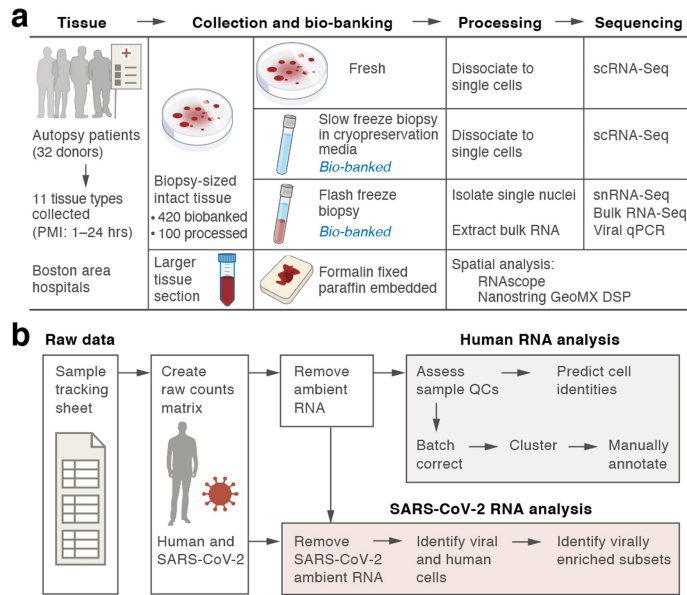 a
Tissue
Collection and bio-banking
Processing
Sequencing
Autopsy patients
(32 donors)
11 tissue types
collected
(PMI: 1–24 hrs)
Boston area
hospitals
Biopsy-sized
intact tissue
• 420 biobanked
• 100 processed
Larger
tissue
section
Fresh
Dissociate to
single cells
scRNA-Seq
Slow freeze biopsy
in cryopreservation
media
Bio-banked
Dissociate to
single cells
scRNA-Seq
Flash freeze
biopsy
Bio-banked
Isolate single nuclei
Extract bulk RNA
snRNA-Seq
Bulk RNA-Seq
Viral qPCR
Formalin fixed
paraffin embedded
Spatial analysis:
RNAscope
Nanostring GeoMX DSP
b
Raw data
Sample
tracking
sheet
Create
raw counts
matrix
Human and
SARS-CoV-2
Remove
ambient
RNA
Human RNA analysis
Assess
sample QCs
Predict cell
identities
Batch
correct
Cluster
Manually
annotate
SARS-CoV-2 RNA analysis
Remove
SARS-CoV-2
ambient RNA
Identify viral
and human
cells
Identify virally
enriched subsets